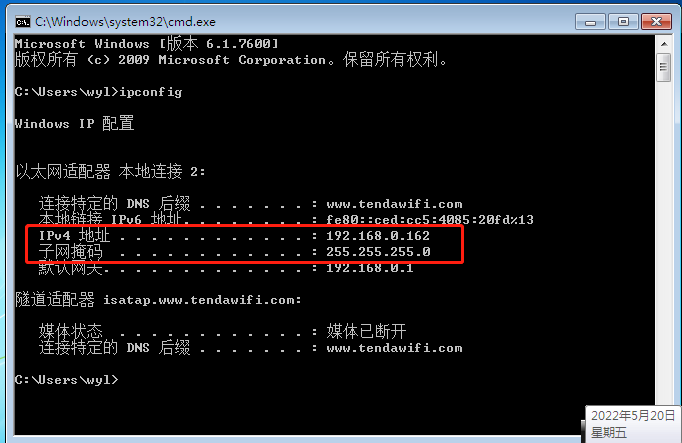 C:\Windows\system32\cmd.exe
Microsoft Windows [版本 6.1.7600]
版权所有 (c) 2009 Microsoft Corporation。保留所有权利。
C:\Users\wyl>ipconfig
Windows IP 配置
以太网适配器 本地连接 2:
连接特定的 DNS 后缀 . . . . . . . : www.tendawifi.com
本地链接 IPv6 地址. . . . . . . . : fe80::ced:cc5:4085:20fd%13
IPv4 地址 . . . . . . . . . . . . : 192.168.0.162
子网掩码 . . . . . . . . . . . . : 255.255.255.0
默认网关. . . . . . . . . . . . . : 192.168.0.1
隧道适配器 isatap.www.tendawifi.com:
媒体状态 . . . . . . . . . . . . : 媒体已断开
连接特定的 DNS 后缀 . . . . . . . : www.tendawifi.com
C:\Users\wyl>
2022年5月20日
星期五